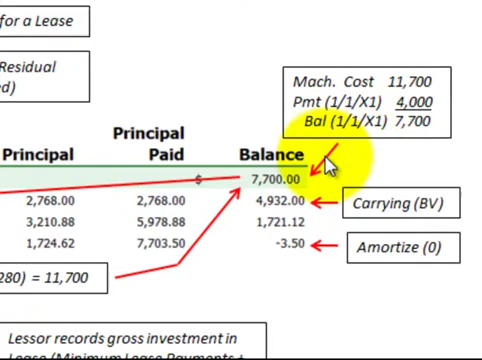 for a Lease
Residual
ed)
Mach. Cost 11,700
Pmt (1/1/X1) 4,000
Bal (1/1/X1) 7,700
Principal Principal Paid Balance
$ 7,700.00
2,768.00 2,768.00 4,932.00
3,210.88 5,978.88 1,721.12
1,724.62 7,703.50 -3.50
Carrying (BV)
Amortize (0)
280) = 11,700
Lessor records gross investment in
Lease (Minimum Lease Payments +